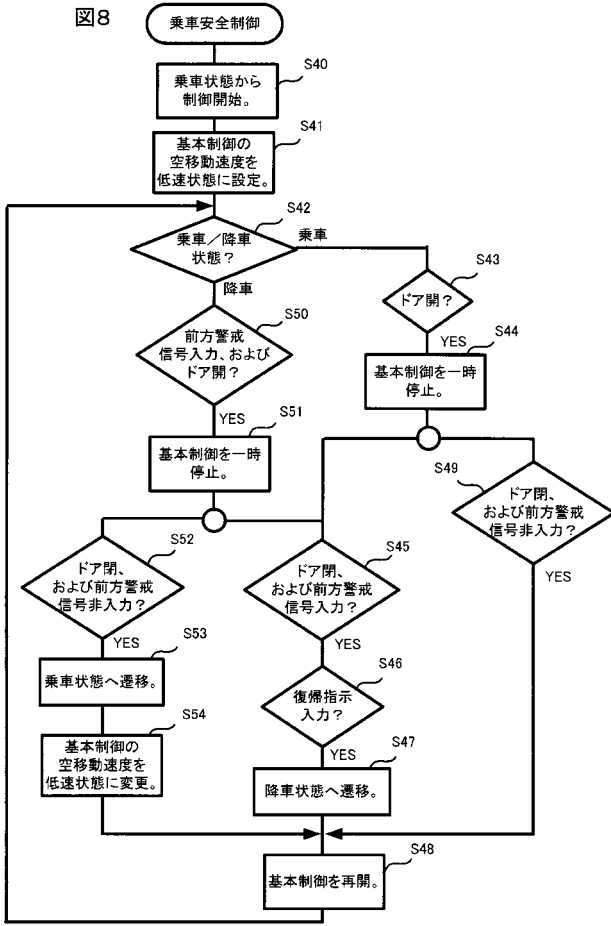 図8
乗車安全制御
S40
乗車状態から
制御開始。
S41
基本制御の
空移動速度を
低速状態に設定。
S42
乗車／降車
状態？
乗車
降車
S43
ドア開？
YES
S44
基本制御を一時
停止。
S50
前方警戒
信号入力、および
ドア開？
YES
S51
基本制御を一時
停止。
S49
ドア閉、
および前方警戒
信号非入力？
YES
S52
ドア閉、
および前方警戒
信号非入力？
YES
S45
ドア閉、
および前方警戒
信号入力？
YES
S53
乗車状態へ遷移。
S46
復帰指示
入力？
YES
S54
基本制御の
空移動速度を
低速状態に変更。
S47
降車状態へ遷移。
S48
基本制御を再開。